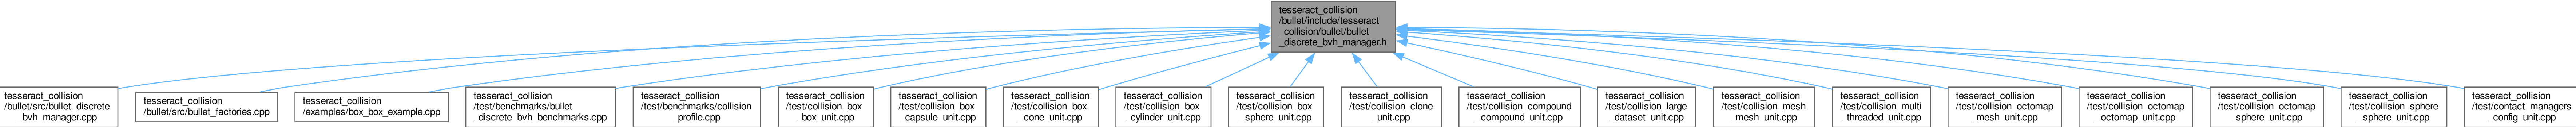 tesseract_collision
/bullet/include/tesseract
_collision/bullet/bullet
_discrete_bvh_manager.h
tesseract_collision
/bullet/src/bullet_discrete
_bvh_manager.cpp
tesseract_collision
/bullet/src/bullet_factories.cpp
tesseract_collision
/examples/box_box_example.cpp
tesseract_collision
/test/benchmarks/bullet
_discrete_bvh_benchmarks.cpp
tesseract_collision
/test/benchmarks/collision
_profile.cpp
tesseract_collision
/test/collision_box
_box_unit.cpp
tesseract_collision
/test/collision_box
_capsule_unit.cpp
tesseract_collision
/test/collision_box
_cone_unit.cpp
tesseract_collision
/test/collision_box
_cylinder_unit.cpp
tesseract_collision
/test/collision_box
_sphere_unit.cpp
tesseract_collision
/test/collision_clone
_unit.cpp
tesseract_collision
/test/collision_compound
_compound_unit.cpp
tesseract_collision
/test/collision_large
_dataset_unit.cpp
tesseract_collision
/test/collision_mesh
_mesh_unit.cpp
tesseract_collision
/test/collision_multi
_threaded_unit.cpp
tesseract_collision
/test/collision_octomap
_mesh_unit.cpp
tesseract_collision
/test/collision_octomap
_octomap_unit.cpp
tesseract_collision
/test/collision_octomap
_sphere_unit.cpp
tesseract_collision
/test/collision_sphere
_sphere_unit.cpp
tesseract_collision
/test/contact_managers
_config_unit.cpp